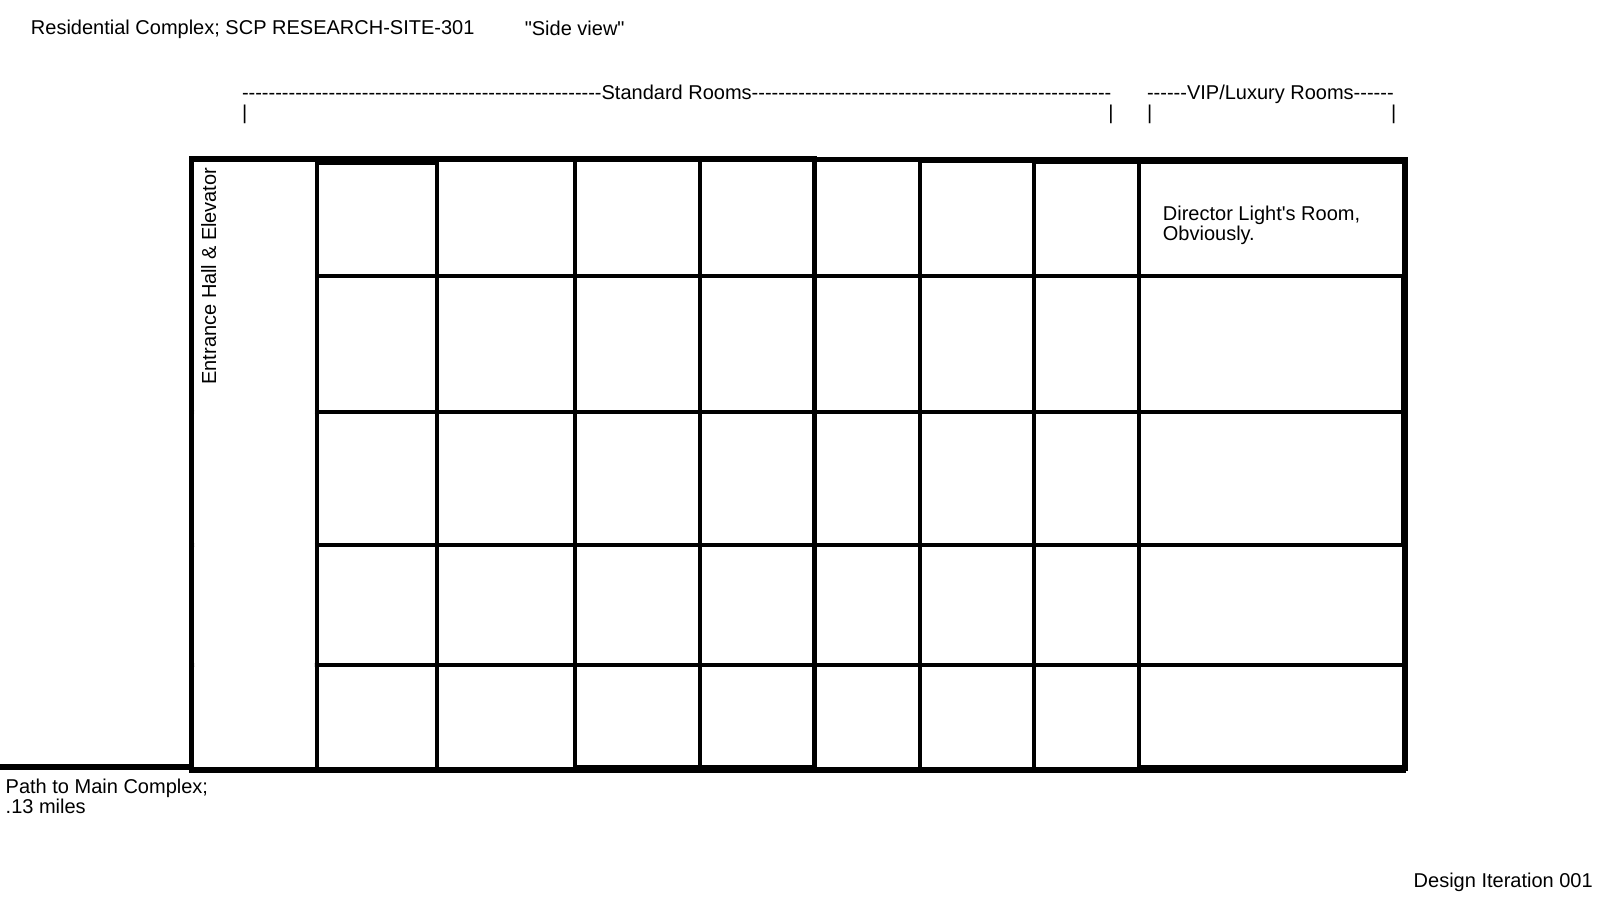 Residential Complex; SCP RESEARCH-SITE-301 "Side view"
------------------------------------------------------Standard Rooms------------------------------------------------------ ------VIP/Luxury Rooms------
| | | |
Entrance Hall & Elevator
Director Light's Room,
Obviously.
Path to Main Complex;
.13 miles
Design Iteration 001